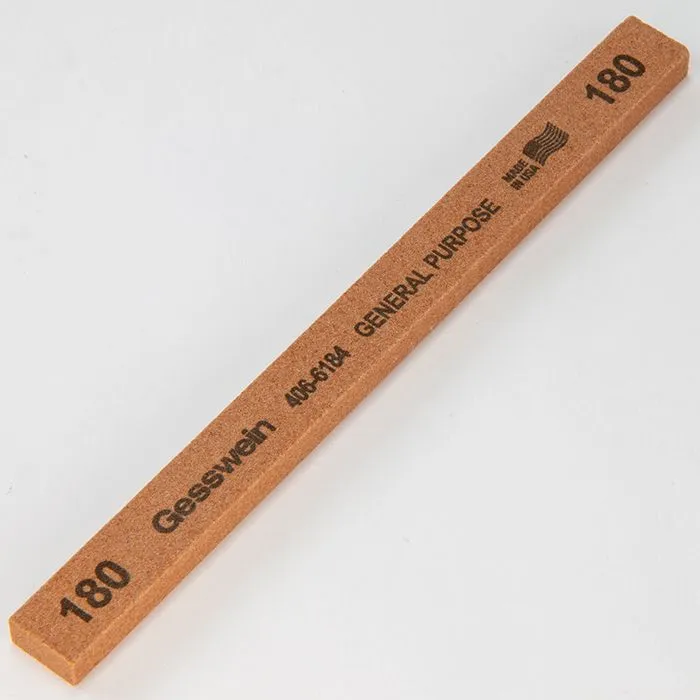 180
Gesswein
406-6184
GENERAL PURPOSE
MADE
IN USA
180